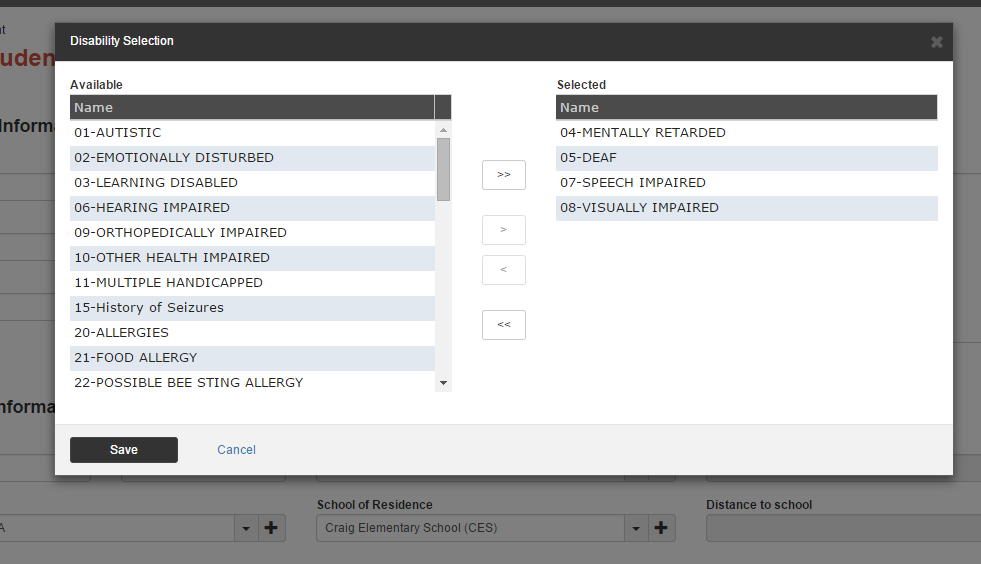 nt
uden
Inform
nforma
Disability Selection
Available
Name
01-AUTISTIC
02-EMOTIONALLY DISTURBED
03-LEARNING DISABLED
06-HEARING IMPAIRED
09-ORTHOPEDICALLY IMPAIRED
10-OTHER HEALTH IMPAIRED
11-MULTIPLE HANDICAPPED
15-History of Seizures
20-ALLERGIES
21-FOOD ALLERGY
22-POSSIBLE BEE STING ALLERGY
>>
>
<
<<
Selected
Name
04-MENTALLY RETARDED
05-DEAF
07-SPEECH IMPAIRED
08-VISUALLY IMPAIRED
Save Cancel
School of Residence Distance to school
A Craig Elementary School (CES)